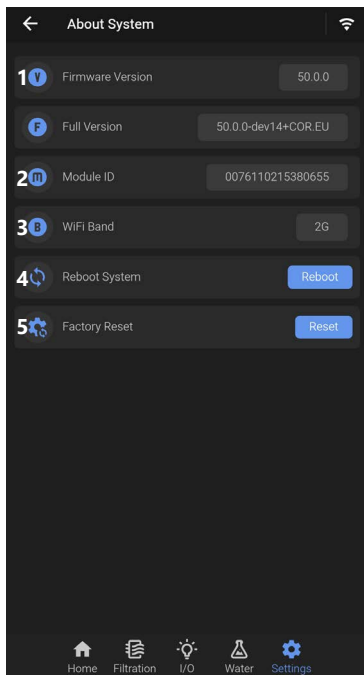 About System
1 V Firmware Version 50.0.0
F Full Version 50.0.0-dev14+COR.EU
2 m Module ID 0076110215380655
3 B WiFi Band 2G
4 Reboot System Reboot
5 Factory Reset Reset
Home Filtration I/O Water Settings